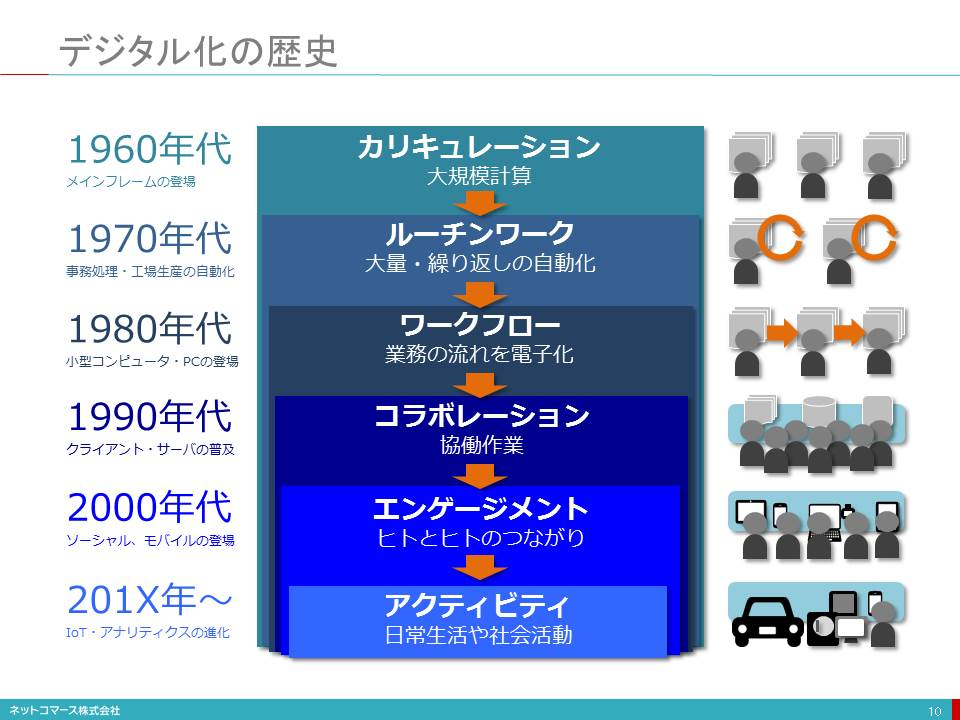 デジタル化の歴史
1960年代
メインフレームの登場
カリキュレーション
大規模計算
1970年代
事務処理・工場生産の自動化
ルーチンワーク
大量・繰り返しの自動化
1980年代
小型コンピュータ・PCの登場
ワークフロー
業務の流れを電子化
1990年代
クライアント・サーバの普及
コラボレーション
協働作業
2000年代
ソーシャル、モバイルの登場
エンゲージメント
ヒトとヒトのつながり
201X年～
IoT・アナリティクスの進化
アクティビティ
日常生活や社会活動
ネットコマース株式会社
10